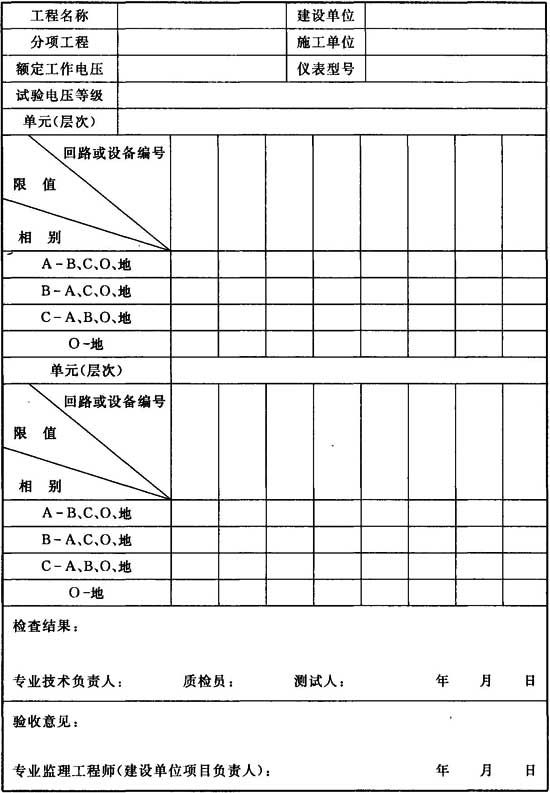 工程名称 建设单位
分项工程 施工单位
额定工作电压 仪表型号
试验电压等级
单元(层次)
回路或设备编号
限 值
相 别
A-B、C、O、地
B-A、C、O、地
C-A、B、O、地
O-地
单元(层次)
回路或设备编号
限 值
相 别
A-B、C、O、地
B-A、C、O、地
C-A、B、O、地
O-地
检查结果：
专业技术负责人： 质检员： 测试人： 年 月 日
验收意见：
专业监理工程师(建设单位项目负责人)： 年 月 日